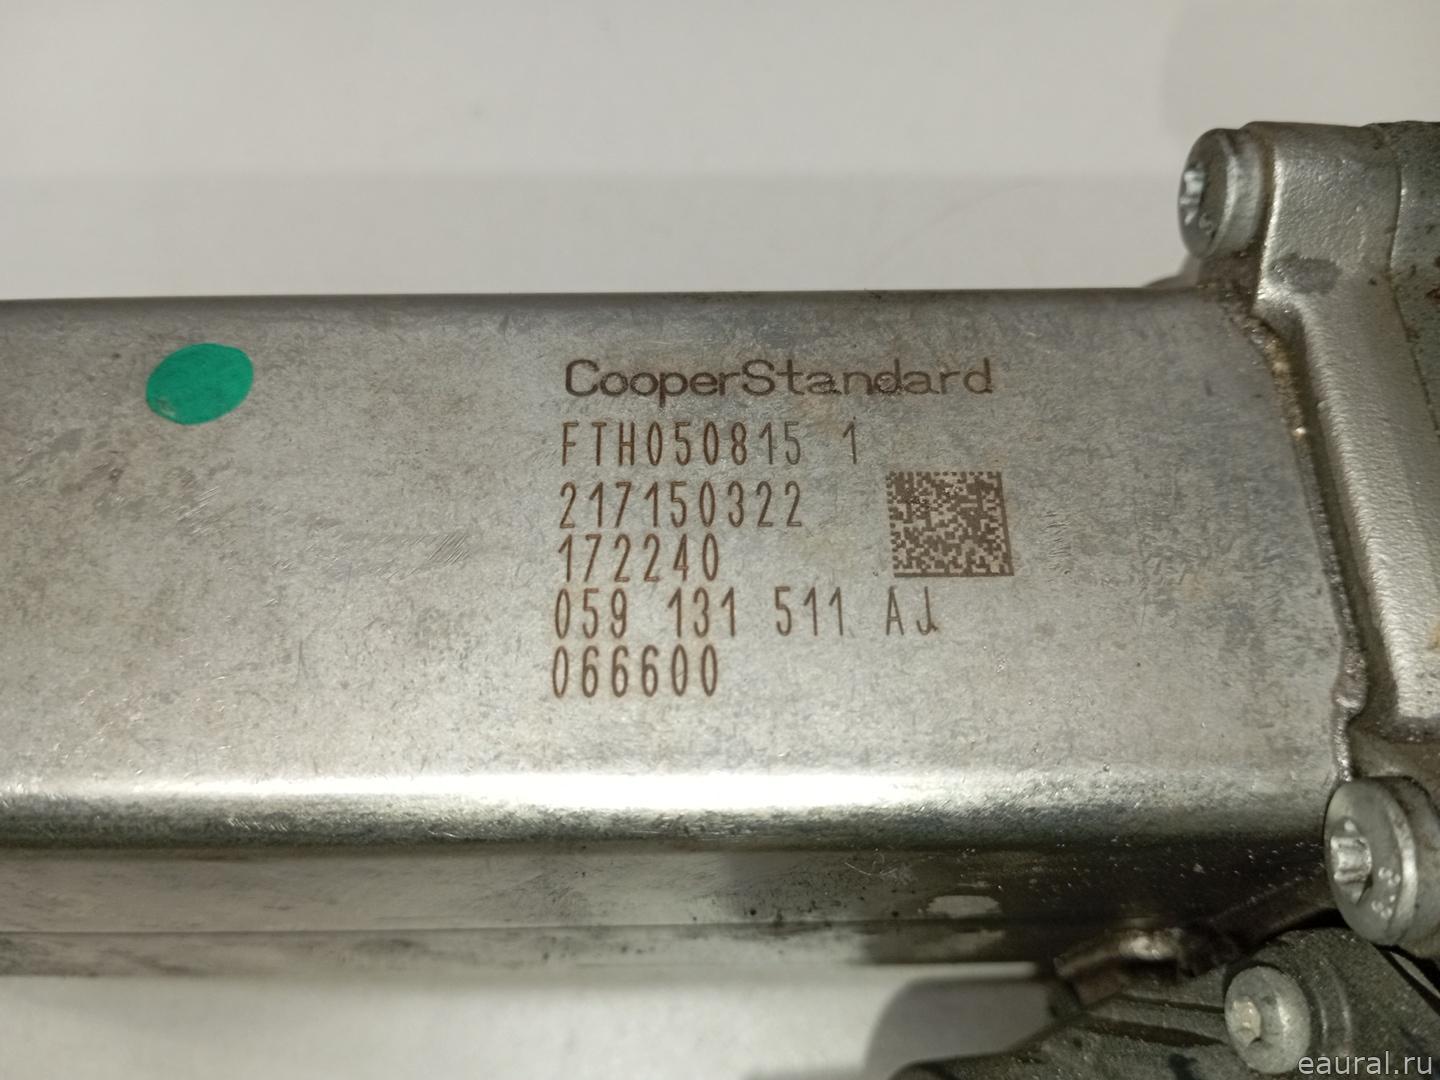 CooperStandard
FTH050815 1
217150322
172240
059 131 511 AJ
066600
eaural.ru